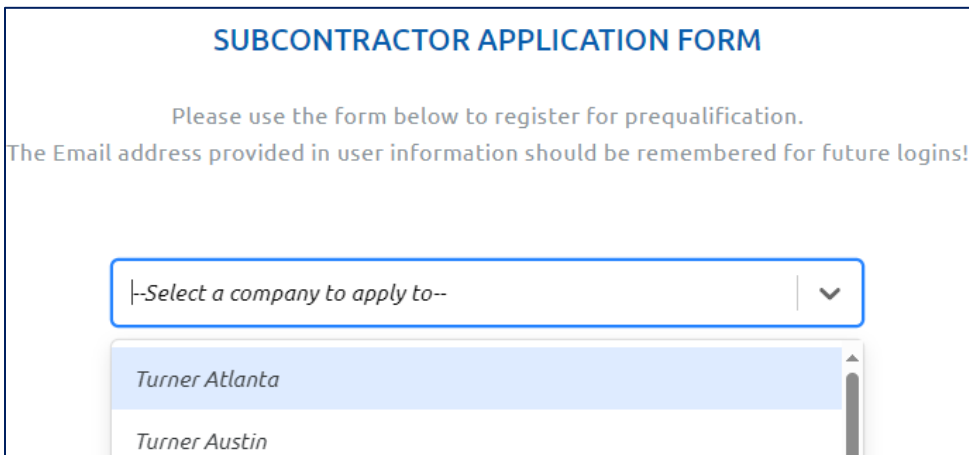 SUBCONTRACTOR APPLICATION FORM
Please use the form below to register for prequalification.
The Email address provided in user information should be remembered for future logins!
--Select a company to apply to--
Turner Atlanta
Turner Austin